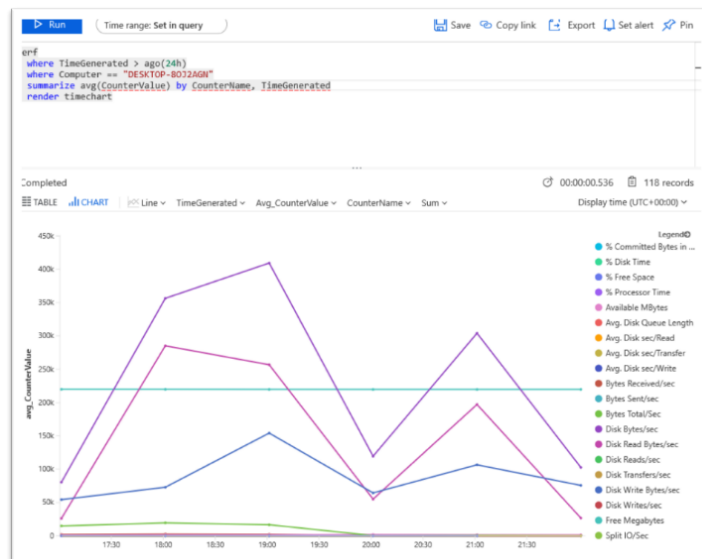 Run
Time range: Set in query
Save
Copy link
Export
Set alert
Pin
erf
where TimeGenerated > ago(24h)
where Computer == "DESKTOP-8OJ2AGN"
summarize avg(CounterValue) by CounterName, TimeGenerated
render timechart
...
Completed
00:00:00.536
118 records
TABLE
CHART
Line
TimeGenerated
Avg_CounterValue
CounterName
Sum
Display time (UTC+00:00)
450k
400k
350k
300k
250k
200k
150k
100k
50k
0
avg_CounterValue
17:30
18:00
18:30
19:00
19:30
20:00
20:30
21:00
21:30
Legend
% Committed Bytes in ...
% Disk Time
% Free Space
% Processor Time
Available MBytes
Avg. Disk Queue Length
Avg. Disk sec/Read
Avg. Disk sec/Transfer
Avg. Disk sec/Write
Bytes Received/sec
Bytes Sent/sec
Bytes Total/Sec
Disk Bytes/sec
Disk Read Bytes/sec
Disk Reads/sec
Disk Transfers/sec
Disk Write Bytes/sec
Disk Writes/sec
Free Megabytes
Split IO/Sec